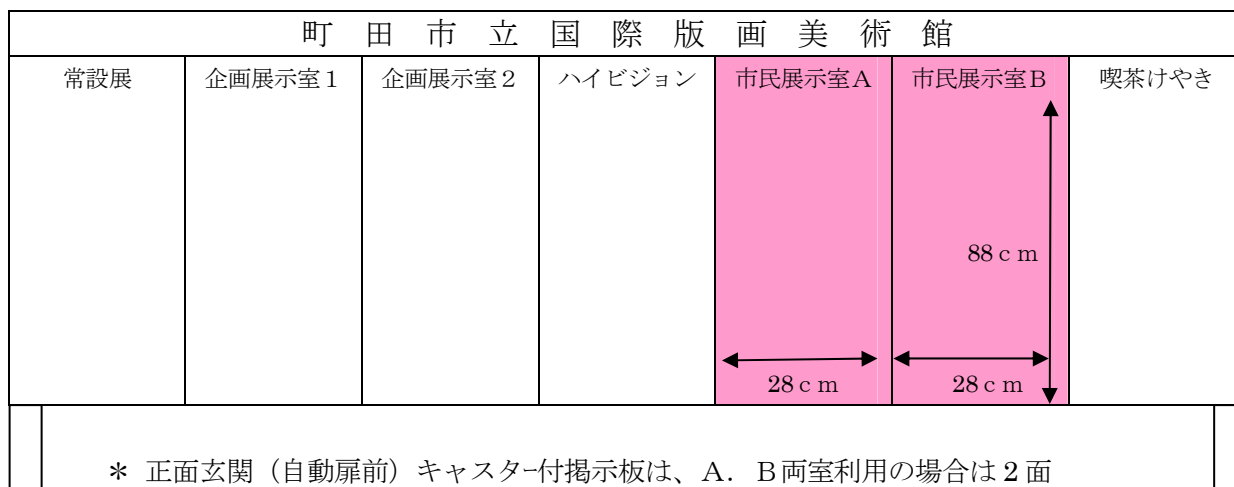 町田市立国際版画美術館
常設展 企画展示室1 企画展示室2 ハイビジョン 市民展示室A 市民展示室B 喫茶けやき
88cm
28cm 28cm
* 正面玄関(自動扉前)キャスター付掲示板は、A.B両室利用の場合は2面